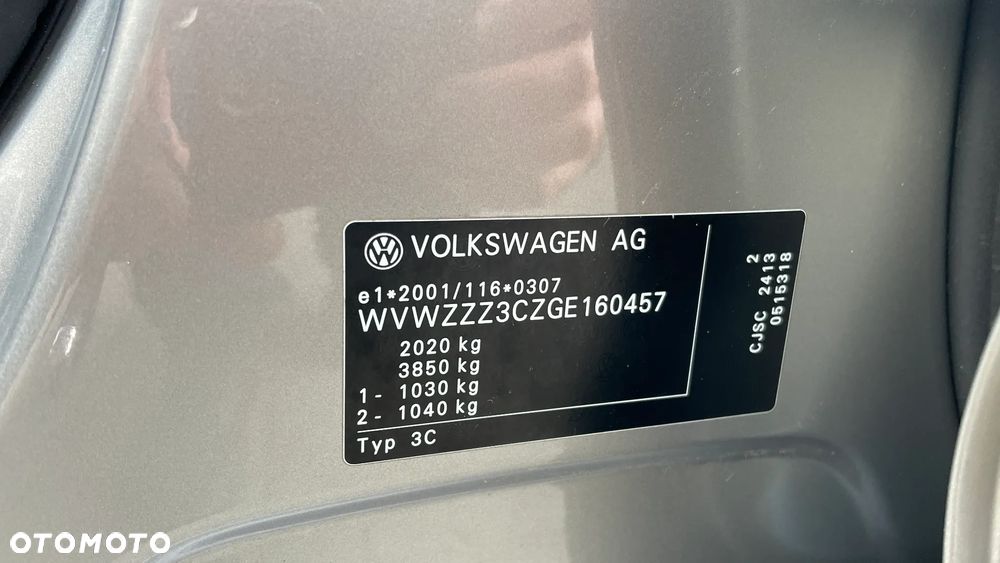 VOLKSWAGEN AG
e1*2001/116*0307
WVWZZZ3CZGE160457
2020 kg
3850 kg
1- 1030 kg
2- 1040 kg
Typ 3C
CJSC 2413 2
0515318
OTOMOTO